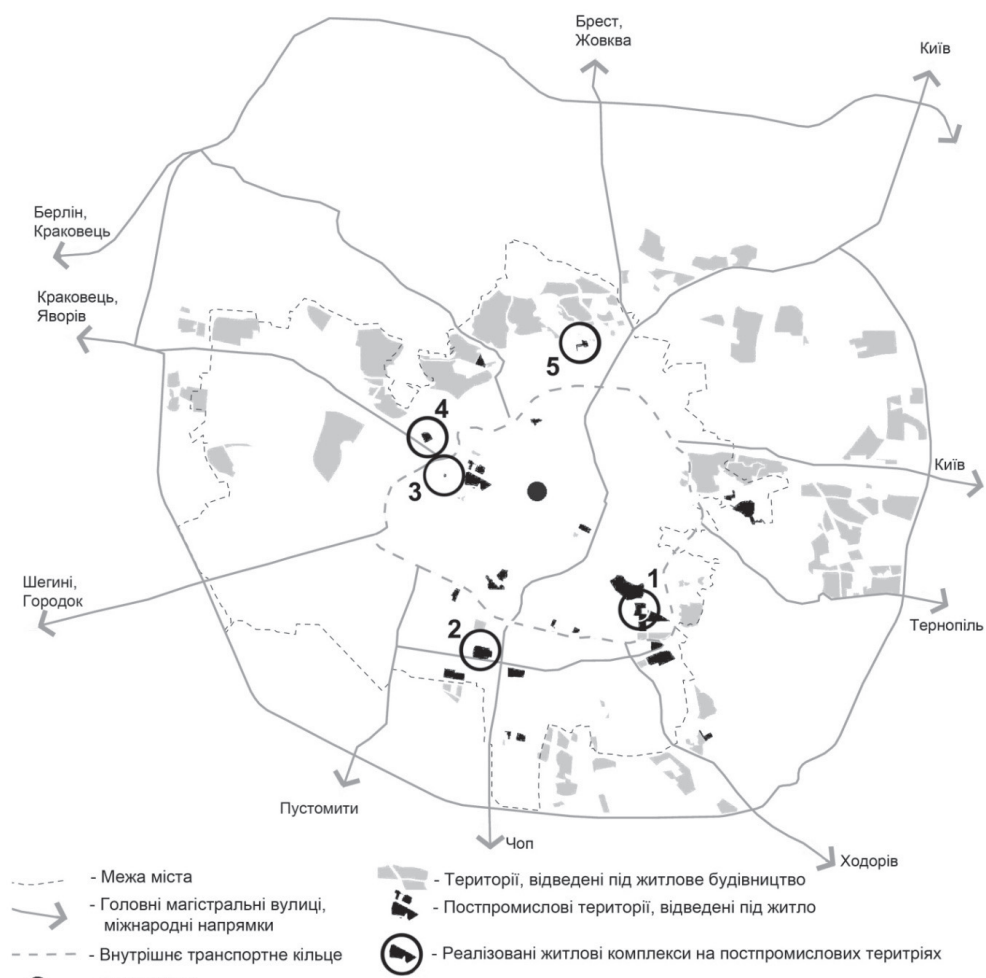 Брест,
Жовква
Київ
Берлін,
Краковець
Краковець,
Яворів
5
4
3
Київ
Шегині,
Городок
1
2
Тернопіль
Пустомити
Чоп
Ходорів
- Межа міста
- Головні магістральні вулиці,
міжнародні напрямки
- Внутрішнє транспортне кільце
- Території, відведені під житлове будівництво
- Постпромислові території, відведені під житло
- Реалізовані житлові комплекси на постпромислових теритріях